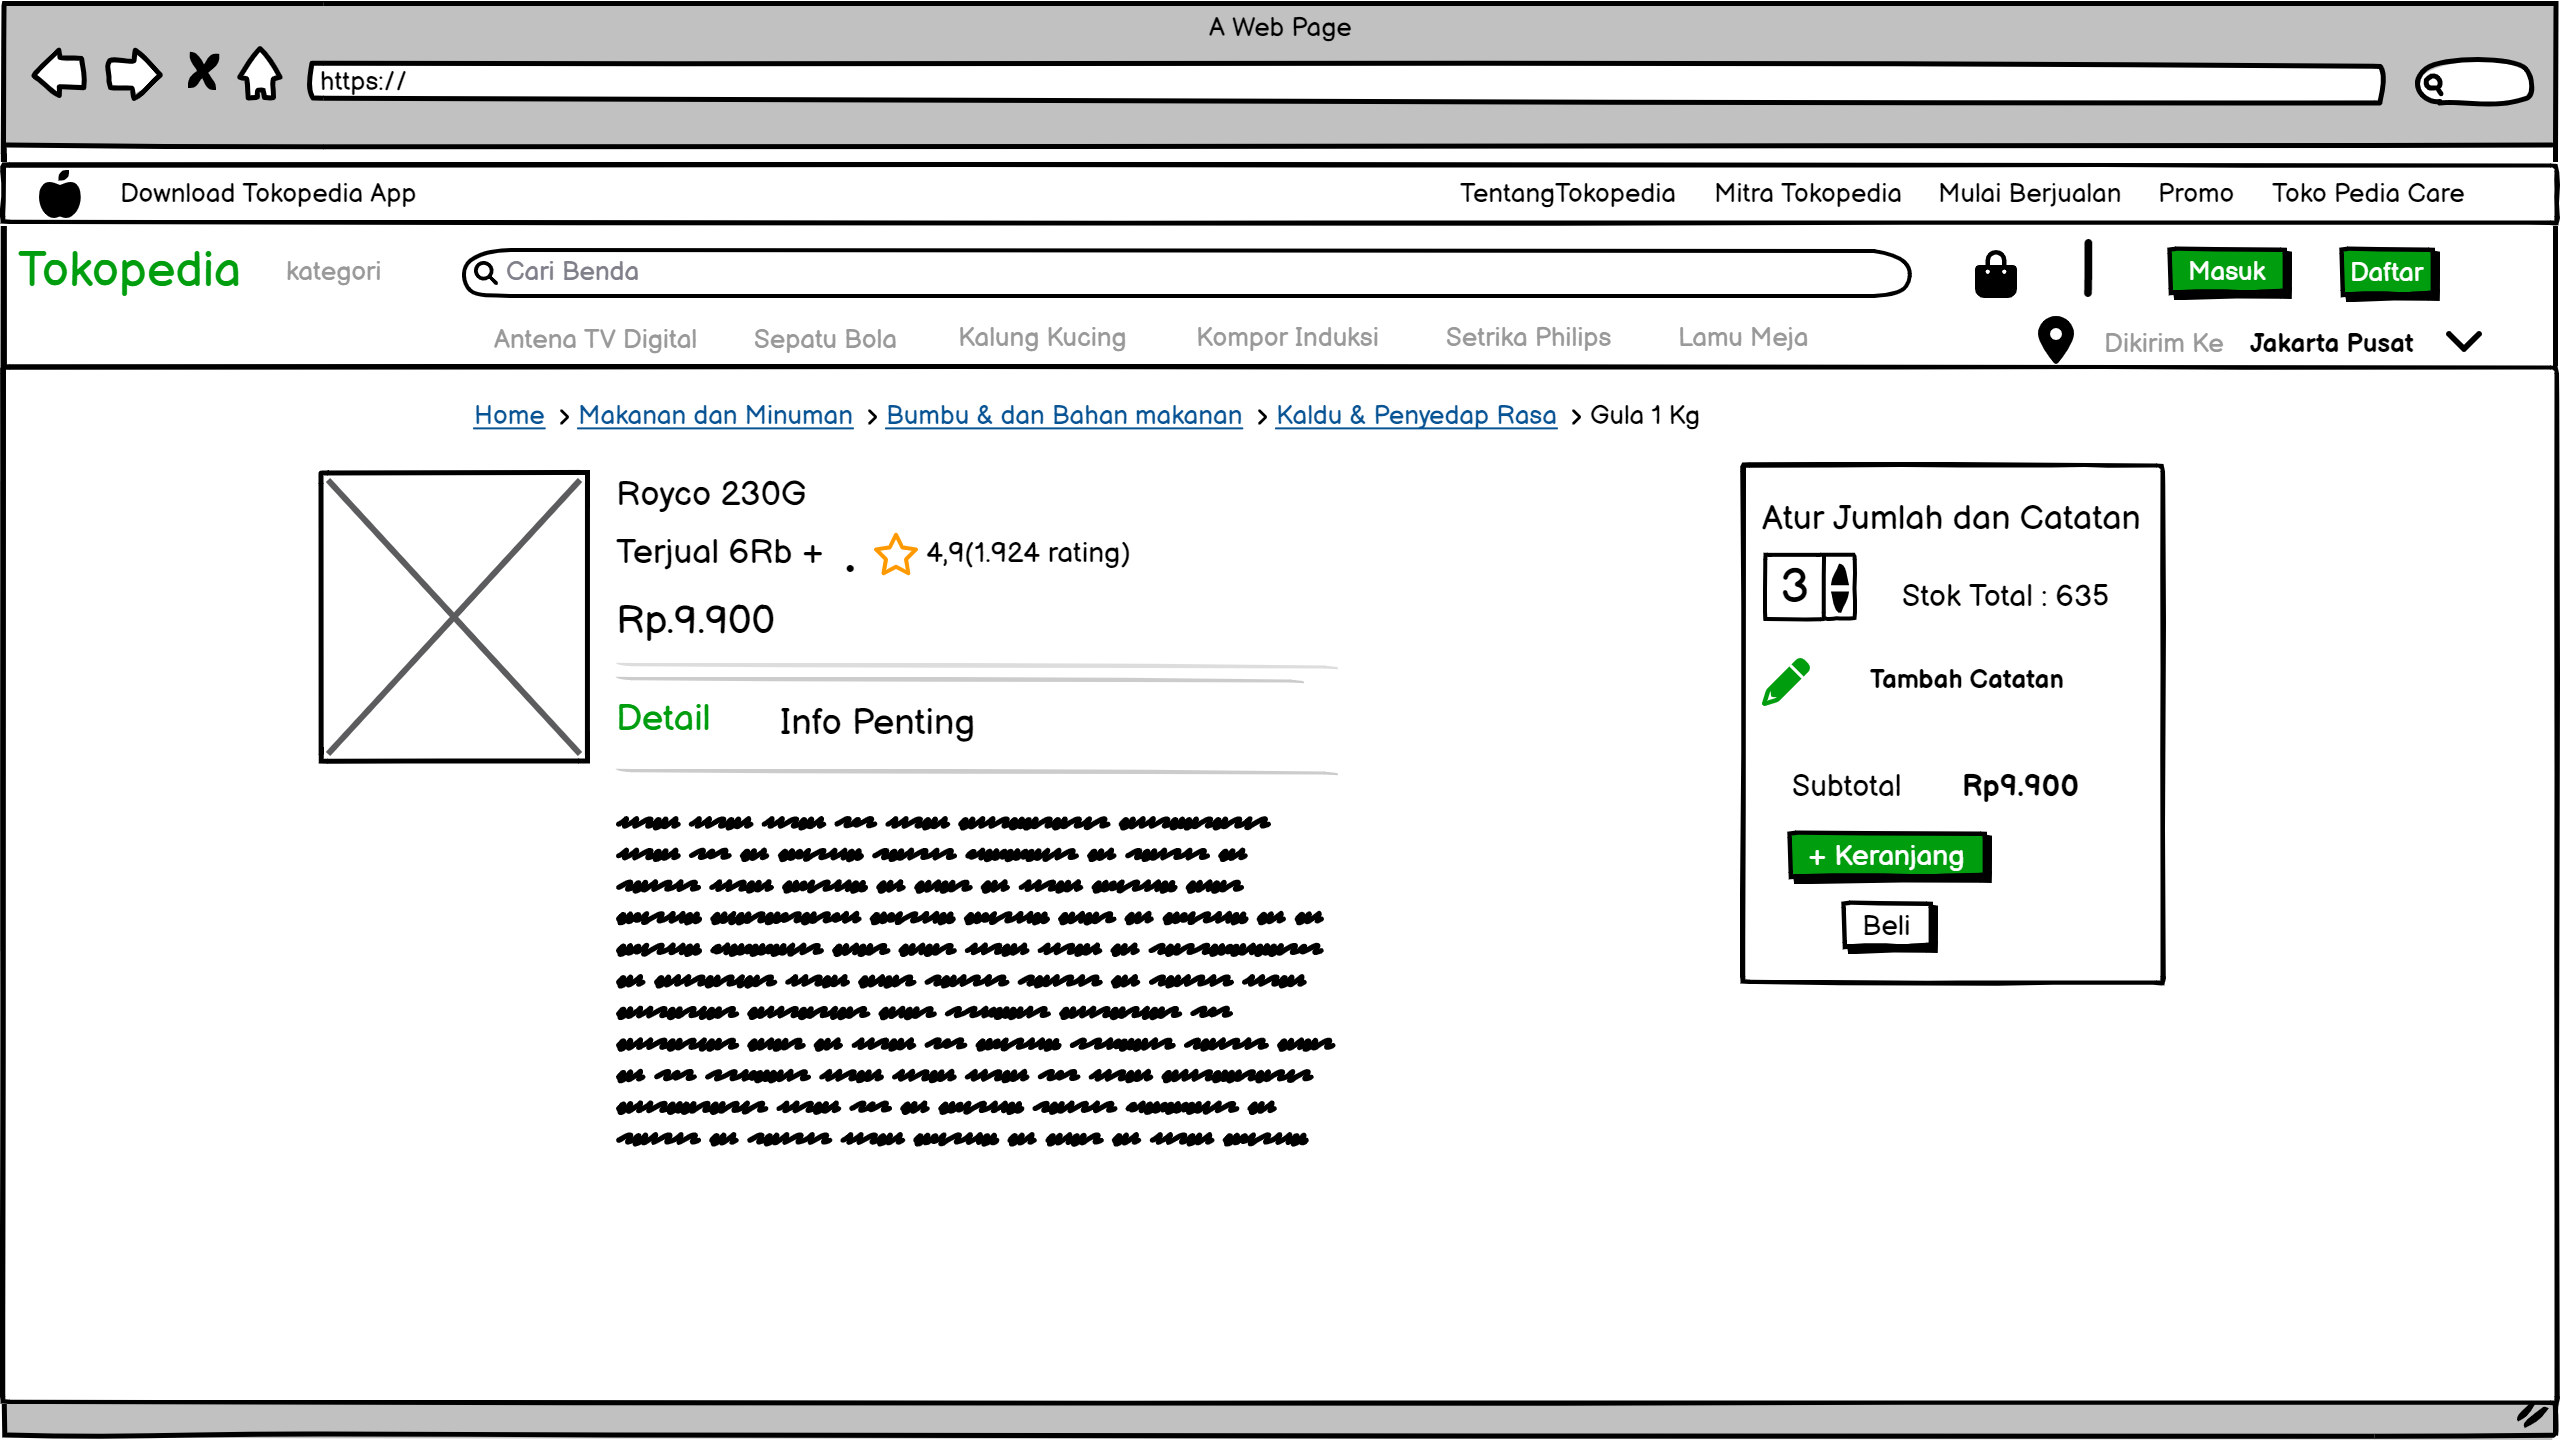 A Web Page
https://
Download Tokopedia App TentangTokopedia Mitra Tokopedia Mulai Berjualan Promo Toko Pedia Care
Tokopedia kategori Cari Benda Masuk Daftar
Antena TV Digital Sepatu Bola Kalung Kucing Kompor Induksi Setrika Philips Lamu Meja Dikirim Ke Jakarta Pusat
Home > Makanan dan Minuman > Bumbu & dan Bahan makanan > Kaldu & Penyedap Rasa > Gula 1 Kg
Royco 230G
Terjual 6Rb + . 4,9(1.924 rating)
Rp.9.900
Detail Info Penting
Atur Jumlah dan Catatan
3 Stok Total : 635
Tambah Catatan
Subtotal Rp9.900
+ Keranjang
Beli